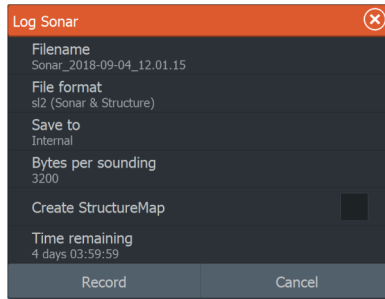 Log Sonar
Filename
Sonar_2018-09-04_12.01.15
File format
sl2 (Sonar & Structure)
Save to
Internal
Bytes per sounding
3200
Create StructureMap
Time remaining
4 days 03:59:59
Record Cancel